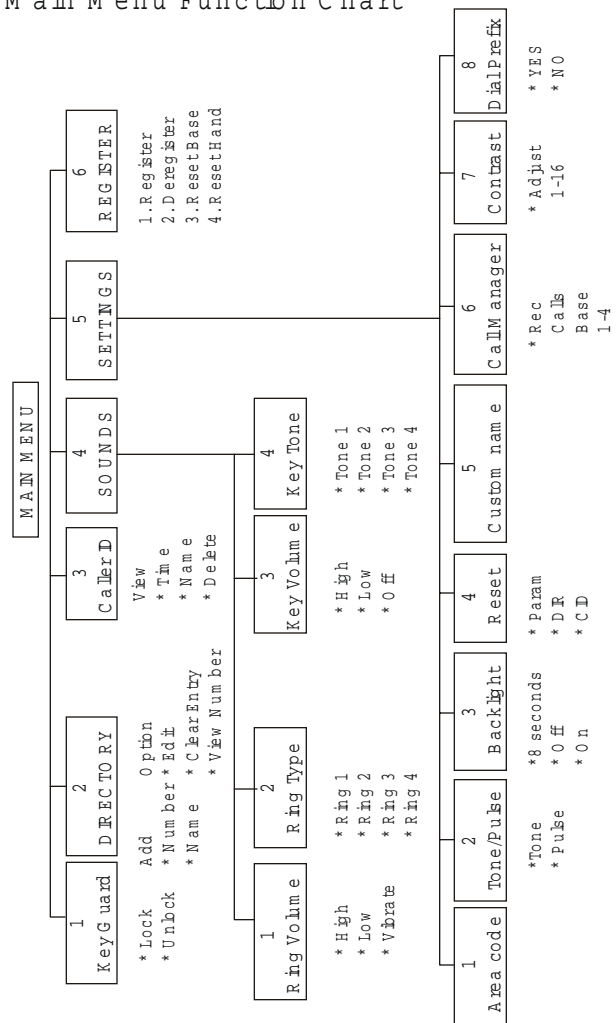 Main Menu Function Chart
MAIN MENU
1
KeyGuard
* Lock
* Unlock
2
DIRECTORY
Add Option
* Number * Edit
* Name * Clear Entry
* View Number
3
Caller ID
View
* Time
* Name
* Delete
4
SOUNDS
5
SETTINGS
6
REGISTER
1.Register
2.Deregister
3.ResetBase
4.ResetHand
1
Ring Volume
* High
* Low
* Vibrate
2
Ring Type
* Ring 1
* Ring 2
* Ring 3
* Ring 4
3
Key Volume
* High
* Low
* Off
4
Key Tone
* Tone 1
* Tone 2
* Tone 3
* Tone 4
1
Area code
2
Tone/Pulse
*Tone
* Pulse
3
Backlight
*8 seconds
* Off
* On
4
Reset
* Param
* DIR
* CID
5
Custom name
6
CallManager
* Rec
Calls
Base
1-4
7
Contrast
* Adjust
1-16
8
DialPrefix
* YES
* NO